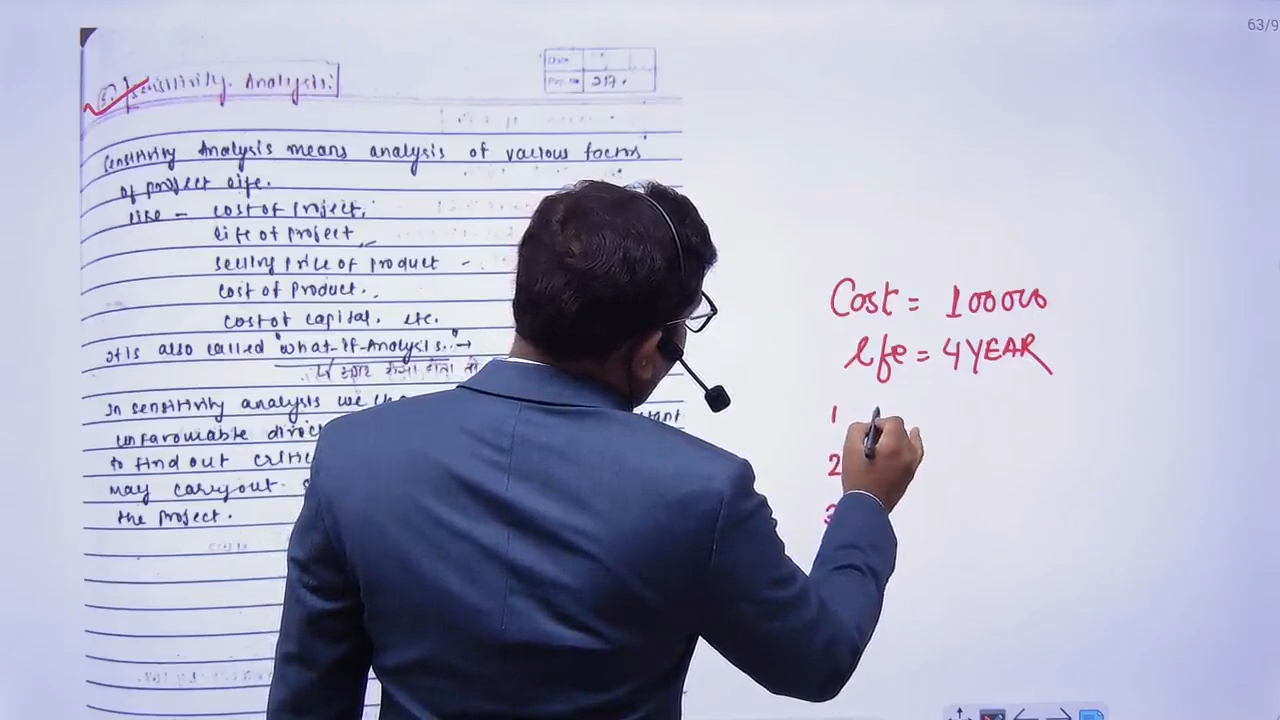 63/9
Sensitivity Analysis:
Date
Page No 217.
Sensitivity Analysis means analysis of various factors
of project life.
like - cost of project,
life of project
selling price of product
cost of product.
cost of capital. etc.
It is also called "what-if-Analysis."
In sensitivity analysis we
unfavourable
to find out
may carryout
the project.
Cost = 100000
life = 4 YEAR
1
2
3